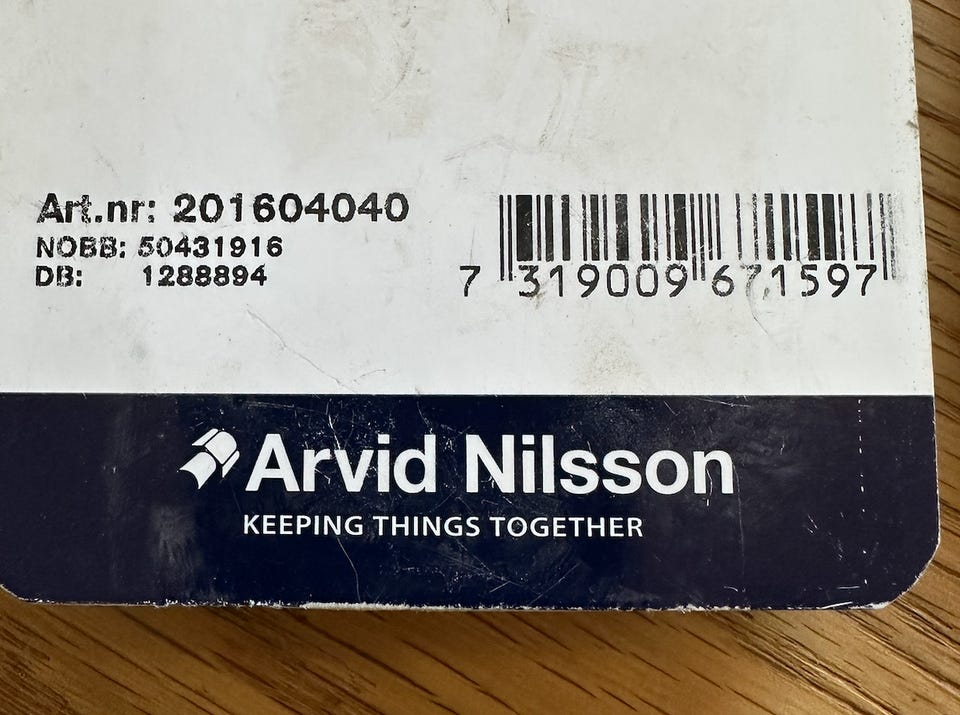 Art.nr: 201604040
NOBB: 50431916
DB: 1288894
7 319009 671597
Arvid Nilsson
KEEPING THINGS TOGETHER